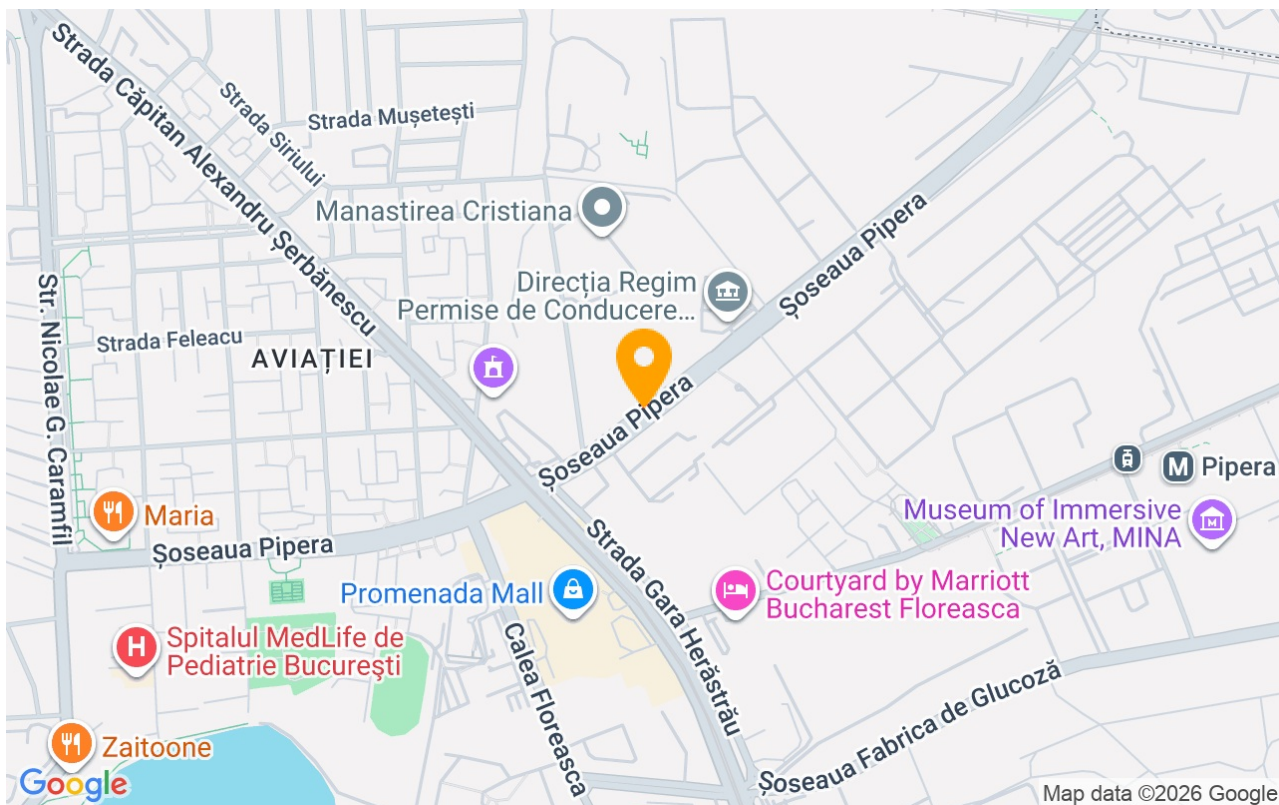 Strada Căpitan Alexandru Șerbănescu
Strada Siriului
Strada Mușetești
Manastirea Cristiana
Direcția Regim
Permise de Conducere...
Șoseaua Pipera
Str. Nicolae G. Caramfil
Strada Feleacu
AVIAȚIEI
Șoseaua Pipera
M Pipera
Maria
Șoseaua Pipera
Museum of Immersive
New Art, MINA
Strada Gara Herăstrău
Promenada Mall
Courtyard by Marriott
Bucharest Floreasca
H
Spitalul MedLife de
Pediatrie Bucureşti
Calea Floreasca
Șoseaua Fabrica de Glucoză
Zaitoone
Google
Map data ©2026 Google